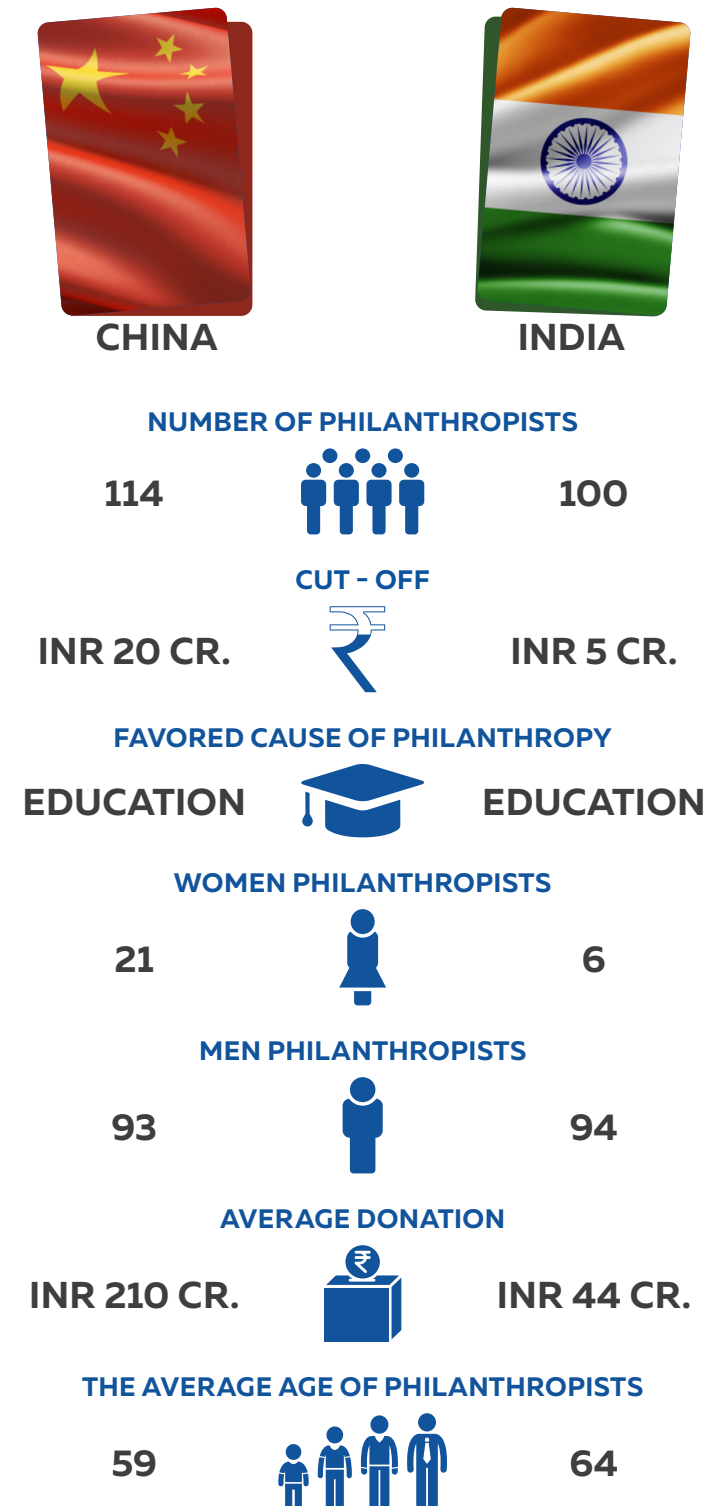 CHINA INDIA
NUMBER OF PHILANTHROPISTS
114 100
CUT - OFF
INR 20 CR. ₹ INR 5 CR.
FAVORED CAUSE OF PHILANTHROPY
EDUCATION EDUCATION
WOMEN PHILANTHROPISTS
21 6
MEN PHILANTHROPISTS
93 94
AVERAGE DONATION
₹
INR 210 CR. INR 44 CR.
THE AVERAGE AGE OF PHILANTHROPISTS
59 64